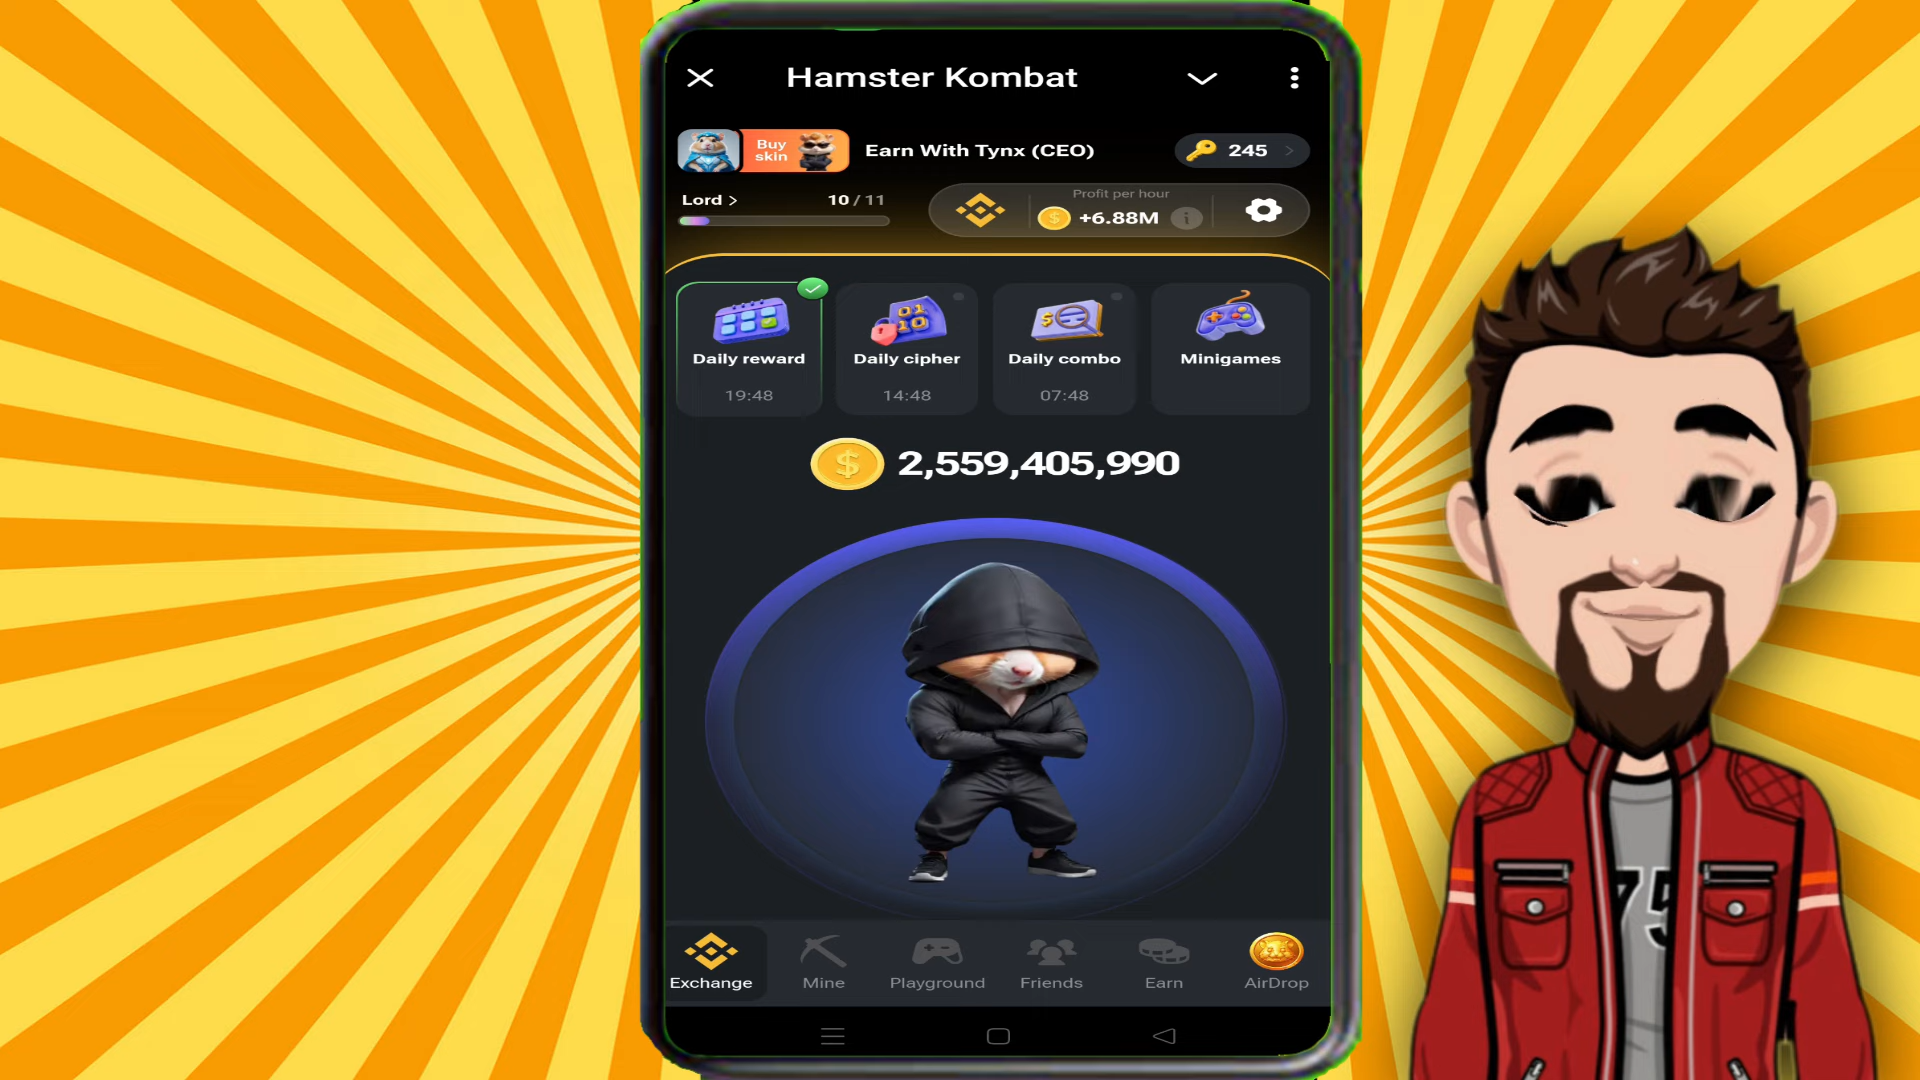 Hamster Kombat
Buy
skin
Earn With Tynx (CEO)
245 >
Lord >
10 / 11
Profit per hour
+6.88M
Daily reward
19:48
Daily cipher
14:48
Daily combo
07:48
Minigames
2,559,405,990
75
Exchange
Mine
Playground
Friends
Earn
AirDrop